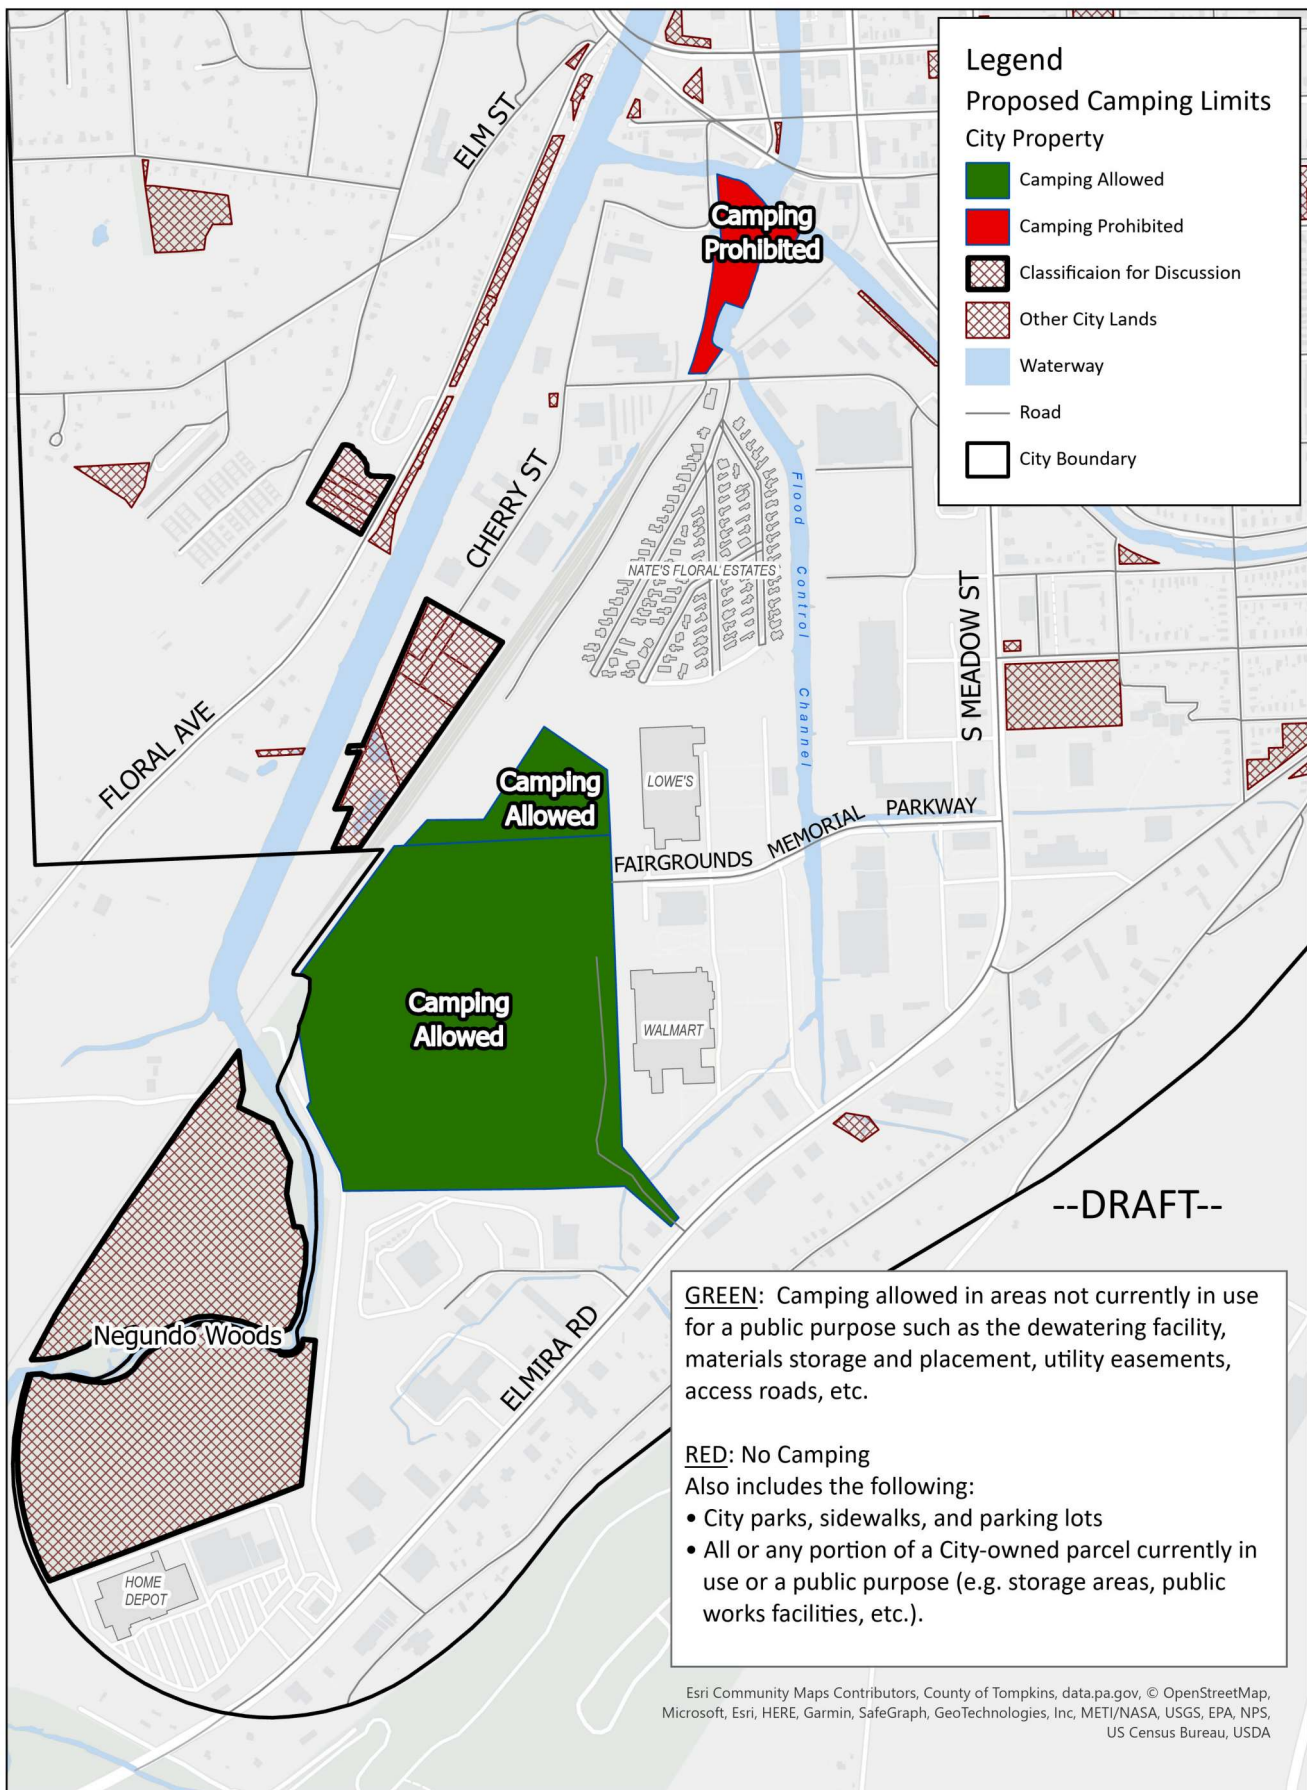 Legend
Proposed Camping Limits
City Property
Camping Allowed
Camping Prohibited
Classificaion for Discussion
Other City Lands
Waterway
Road
City Boundary
ELM ST
Camping
Prohibited
CHERRY ST
Flood Control Channel
NATE'S FLORAL ESTATES
S MEADOW ST
FLORAL AVE
Camping
Allowed
LOWE'S
FAIRGROUNDS MEMORIAL PARKWAY
Camping
Allowed
WALMART
--DRAFT--
Negundo Woods
ELMIRA RD
HOME
DEPOT
GREEN: Camping allowed in areas not currently in use
for a public purpose such as the dewatering facility,
materials storage and placement, utility easements,
access roads, etc.
RED: No Camping
Also includes the following:
• City parks, sidewalks, and parking lots
• All or any portion of a City-owned parcel currently in
use or a public purpose (e.g. storage areas, public
works facilities, etc.).
Esri Community Maps Contributors, County of Tompkins, data.pa.gov, © OpenStreetMap,
Microsoft, Esri, HERE, Garmin, SafeGraph, GeoTechnologies, Inc, METI/NASA, USGS, EPA, NPS,
US Census Bureau, USDA